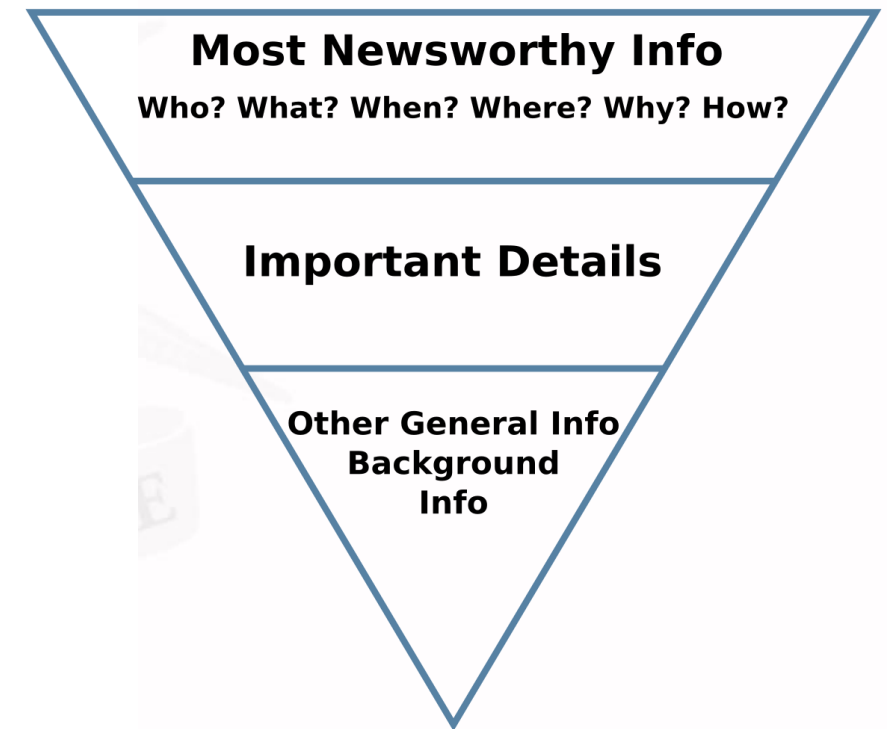 Most Newsworthy Info
Who? What? When? Where? Why? How?
Important Details
Other General Info
Background
Info